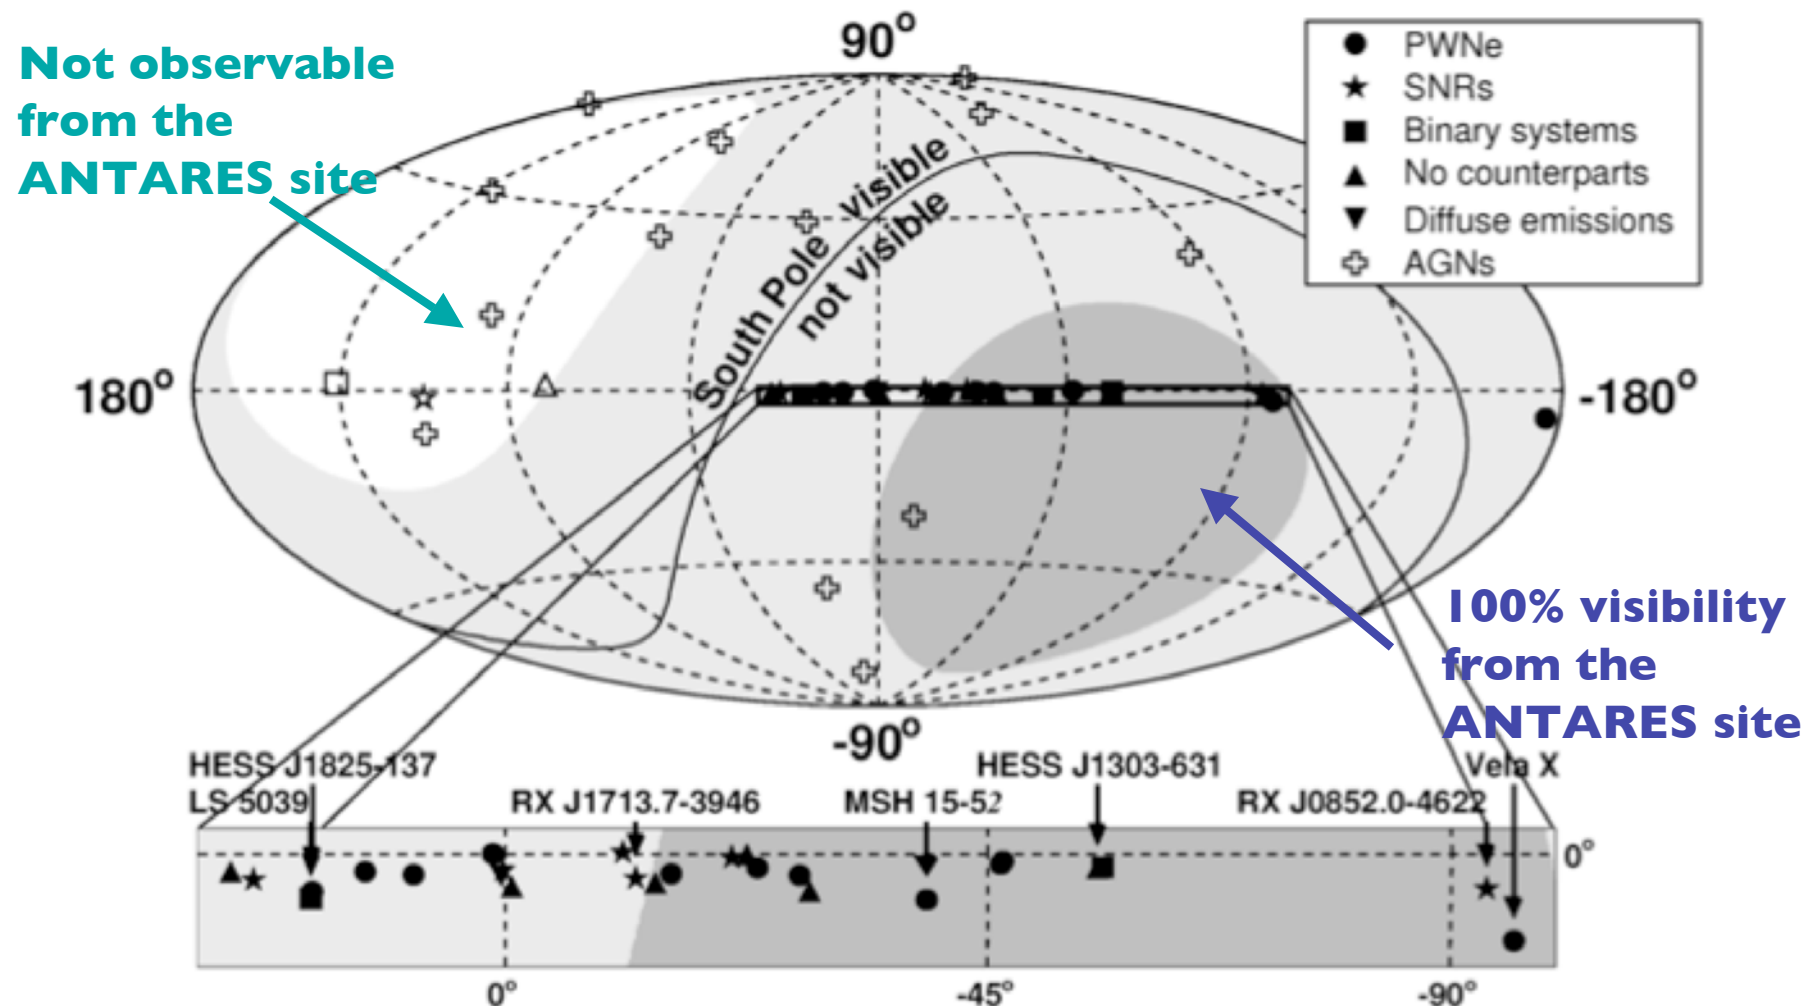 Not observable
from the
ANTARES site
90°
PWNe
SNRs
Binary systems
No counterparts
Diffuse emissions
AGNs
South Pole visible
not visible
180°
-180°
100% visibility
from the
ANTARES site
-90°
HESS J1825-137
HESS J1303-631
Vela X
LS 5039
RX J1713.7-3946
MSH 15-52
RX J0852.0-4622
0°
0°
-45°
-90°